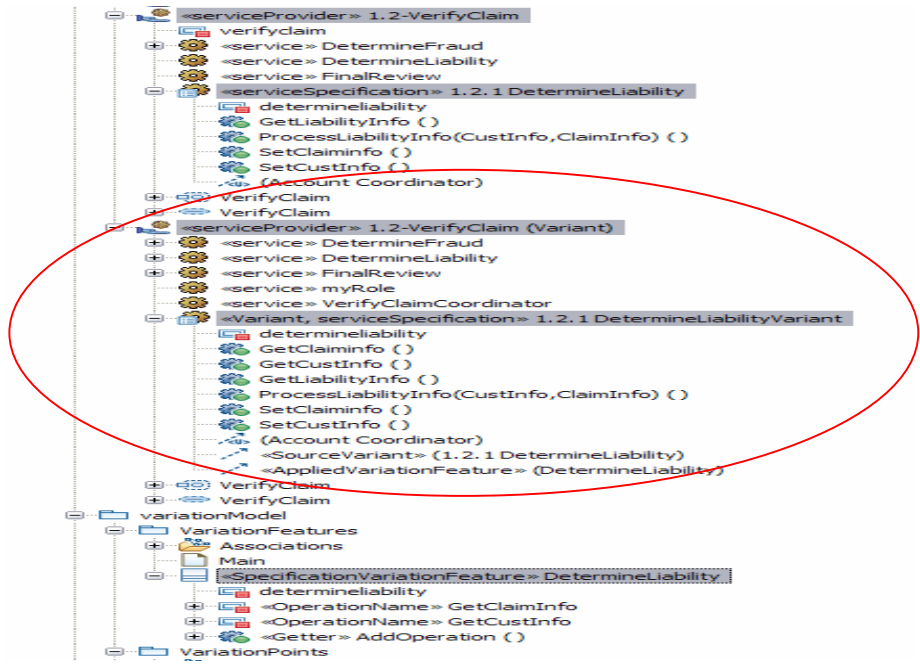 «serviceProvider» 1.2-VerifyClaim
verifyclaim
«service» DetermineFraud
«service» DetermineLiability
«service» FinalReview
«serviceSpecification» 1.2.1 DetermineLiability
determineliability
GetLiabilityInfo ( )
ProcessLiabilityInfo(CustInfo,ClaimInfo) ( )
SetClaiminfo ( )
SetCustInfo ( )
(Account Coordinator)
VerifyClaim
VerifyClaim
«serviceProvider» 1.2-VerifyClaim (Variant)
«service» DetermineFraud
«service» DetermineLiability
«service» FinalReview
«service» myRole
«service» VerifyClaimCoordinator
«Variant, serviceSpecification» 1.2.1 DetermineLiabilityVariant
determineliability
GetClaiminfo ( )
GetCustInfo ( )
GetLiabilityInfo ( )
ProcessLiabilityInfo(CustInfo,ClaimInfo) ( )
SetClaiminfo ( )
SetCustInfo ( )
(Account Coordinator)
«SourceVariant» (1.2.1 DetermineLiability)
«AppliedVariationFeature» (DetermineLiability)
VerifyClaim
VerifyClaim
variationModel
VariationFeatures
Associations
Main
«SpecificationVariationFeature» DetermineLiability
determineliability
«OperationName» GetClaimInfo
«OperationName» GetCustInfo
«Getter» AddOperation ( )
VariationPoints